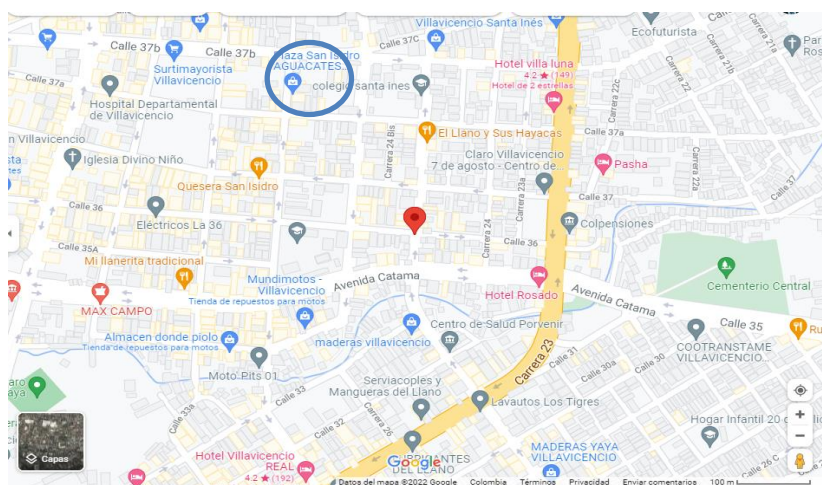 Villavicencio Santa Inés
Ecofuturista
Calle 37b
Calle 37b
Calle 37C
Plaza San Isidro
AGUACATES
Surtimayorista
Villavicencio
Hotel villa luna
4.2 ★ (149)
Hotel de 2 estrellas
Calle 37a
colegio santa ines
Carrera 22c
Carrera 21a
Hospital Departamental
de Villavicencio
Carrera 24 Bis
El Llano y Sus Hayacas
Calle 37a
n Villavicencio
Iglesia Divino Niño
Claro Villavicencio
7 de agosto - Centro de...
Pasha
Carrera 22a
Quesera San Isidro
Carrera 23a
Calle 37
Calle 37
Calle 36
Eléctricos La 36
Carrera 24
Colpensiones
Calle 36
Calle 35A
Mi llanerita tradicional
Mundimotos -
Villavicencio
Tienda de repuestos para motos
Avenida Catama
Hotel Rosado
Avenida Catama
Cementerio Central
MAX CAMPO
Almacen donde piolo
Tienda de repuestos para motos
maderas villavicencio
Centro de Salud Porvenir
Calle 35
COOTRANSTAME
VILLAVICENCIO...
Moto Pits 01
Carrera 23
Calle 31
Calle 30a
Calle 30
Serviacoples y
Mangueras del Llano
Calle 33
Lavautos Los Tigres
Calle 33a
Calle 32
Carrera 26
Hogar Infantil 20 d
Capas
Hotel Villavicencio
REAL
4.2 ★ (192)
Google
DEL LLANO
MADERAS YAYA
VILLAVICENCIO
Calle 26 C
Datos del mapa ©2022 Google Colombia Términos Privacidad Enviar comentarios 100 m